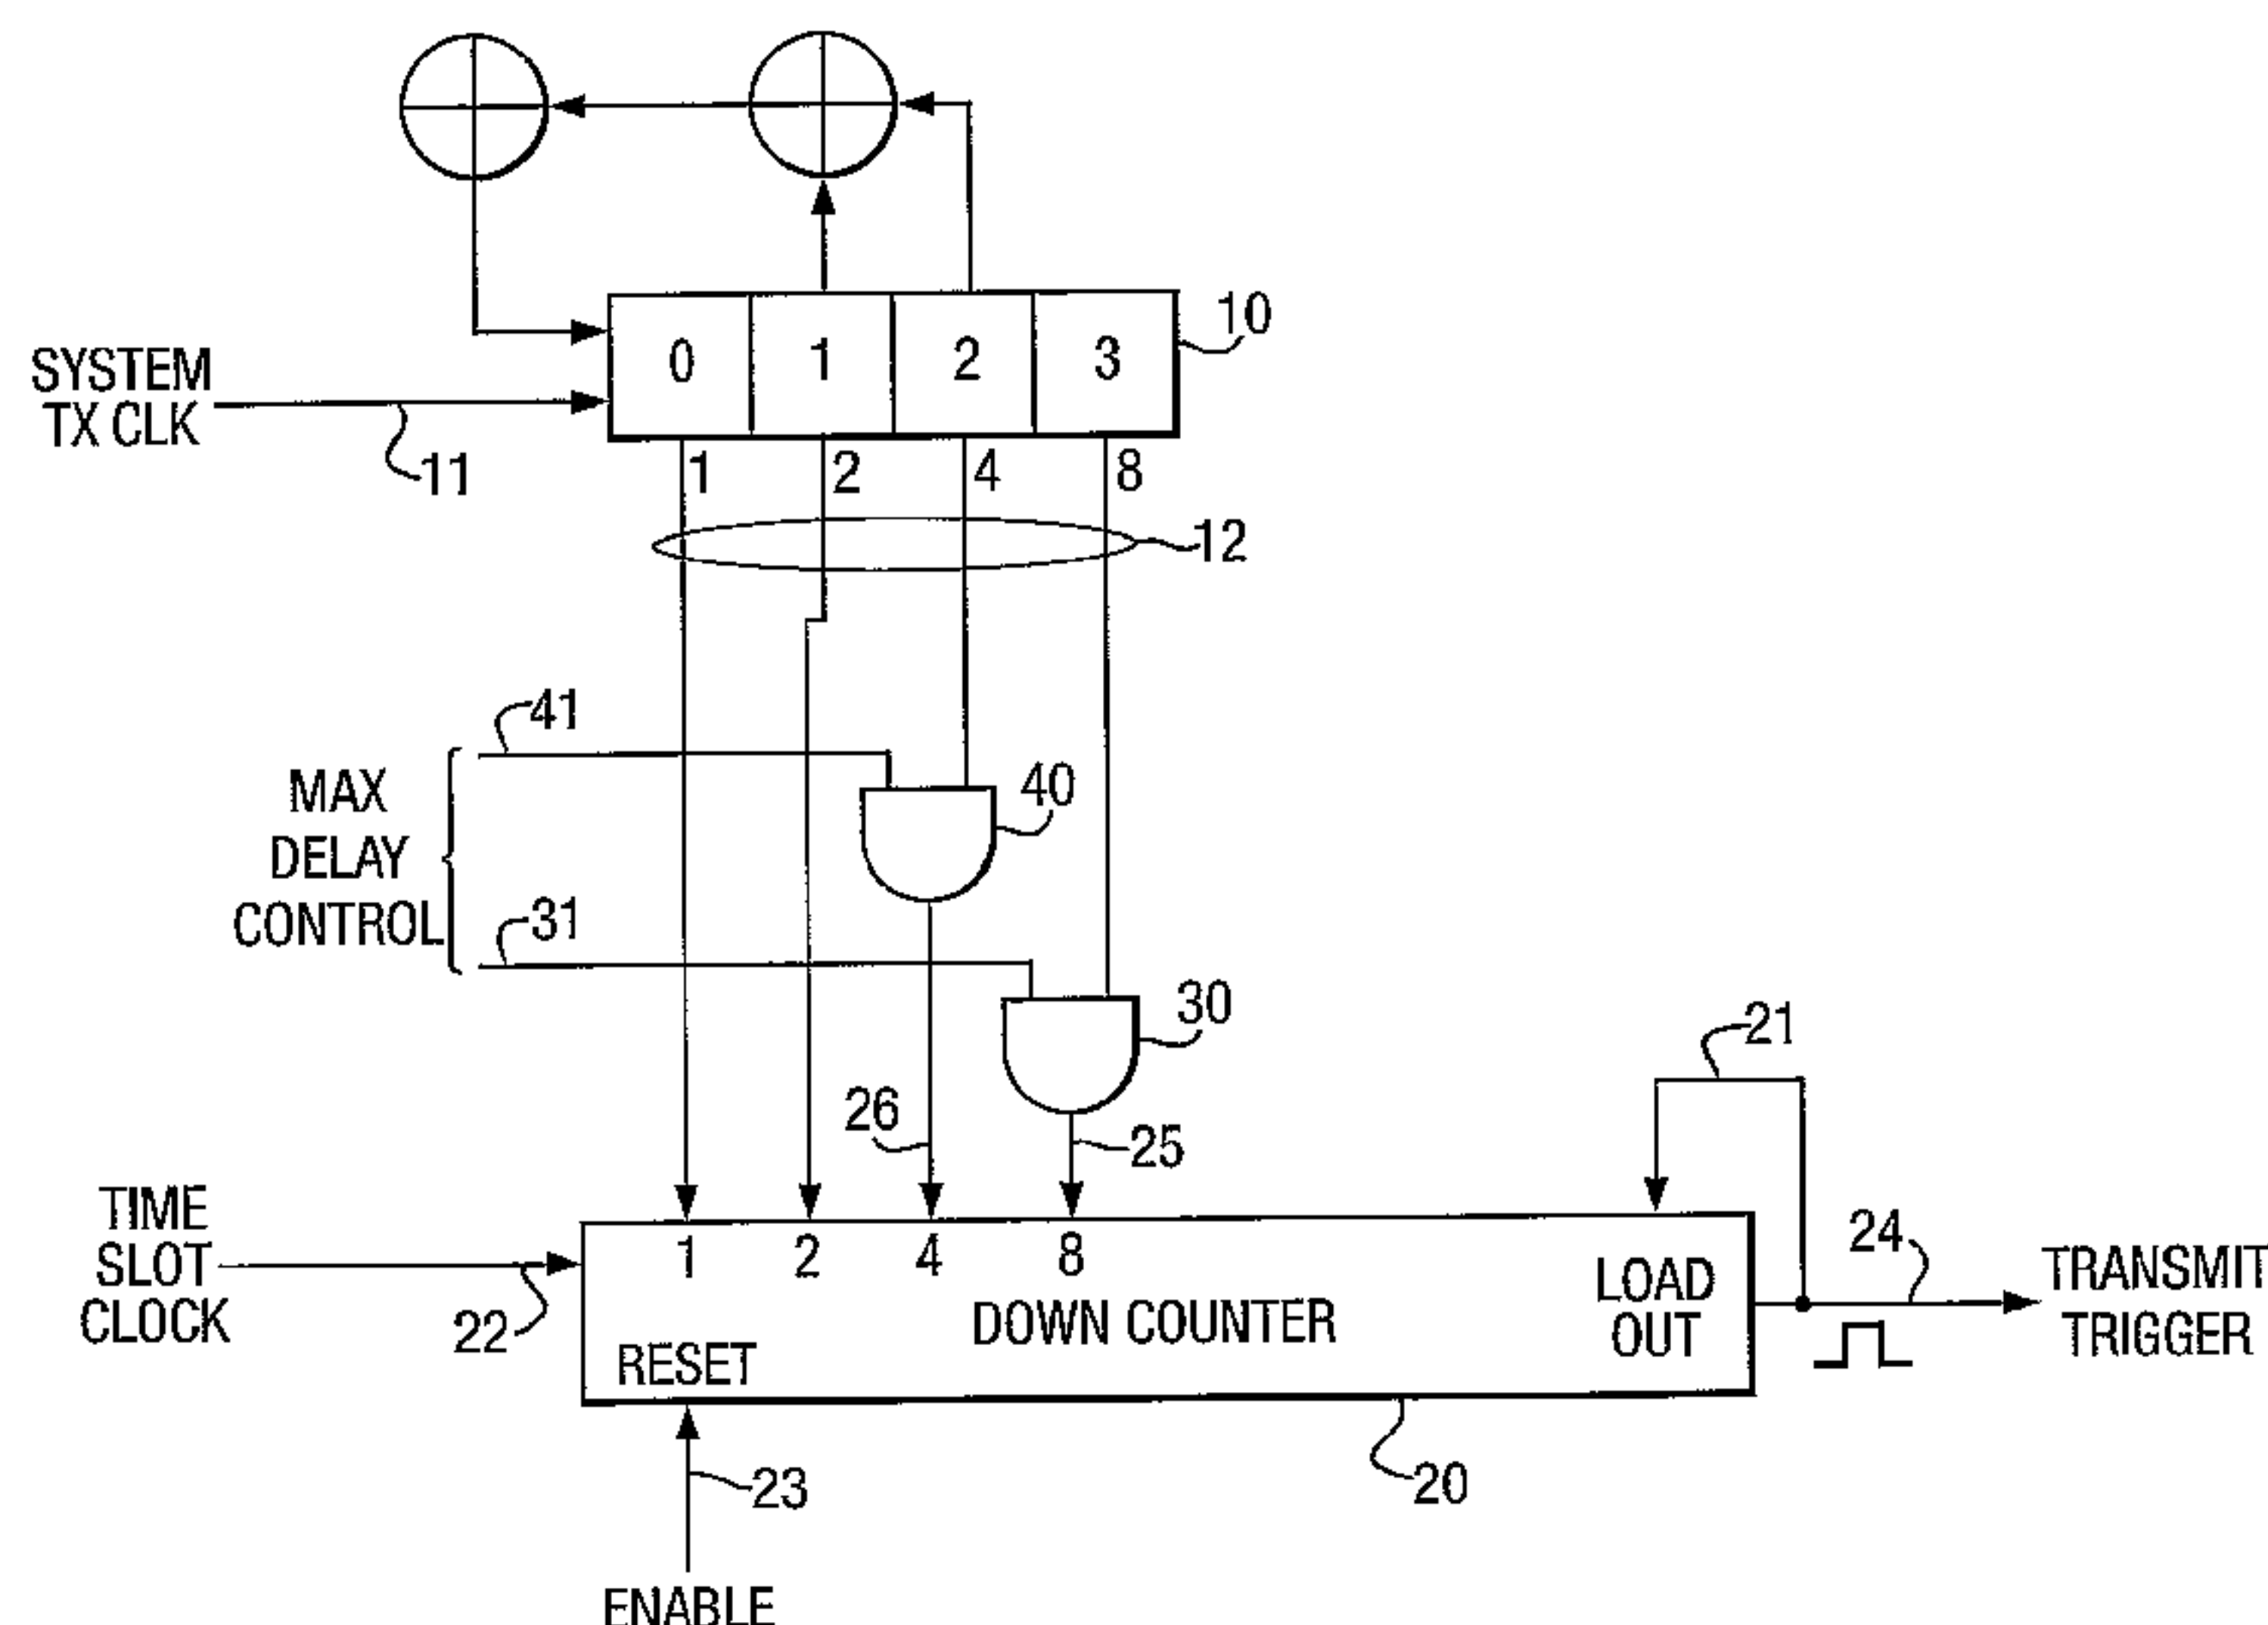 0 1 2 3
10
SYSTEM
TX CLK
11
1 2 4 8
12
41
MAX
DELAY
CONTROL
40
31
30
21
26
25
TIME
SLOT
CLOCK
22
1 2 4 8
DOWN COUNTER
RESET
LOAD
OUT
24
TRANSMIT
TRIGGER
23
20
ENABLE